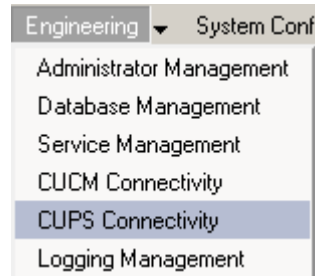 Engineering System Conf
Administrator Management
Database Management
Service Management
CUCM Connectivity
CUPS Connectivity
Logging Management